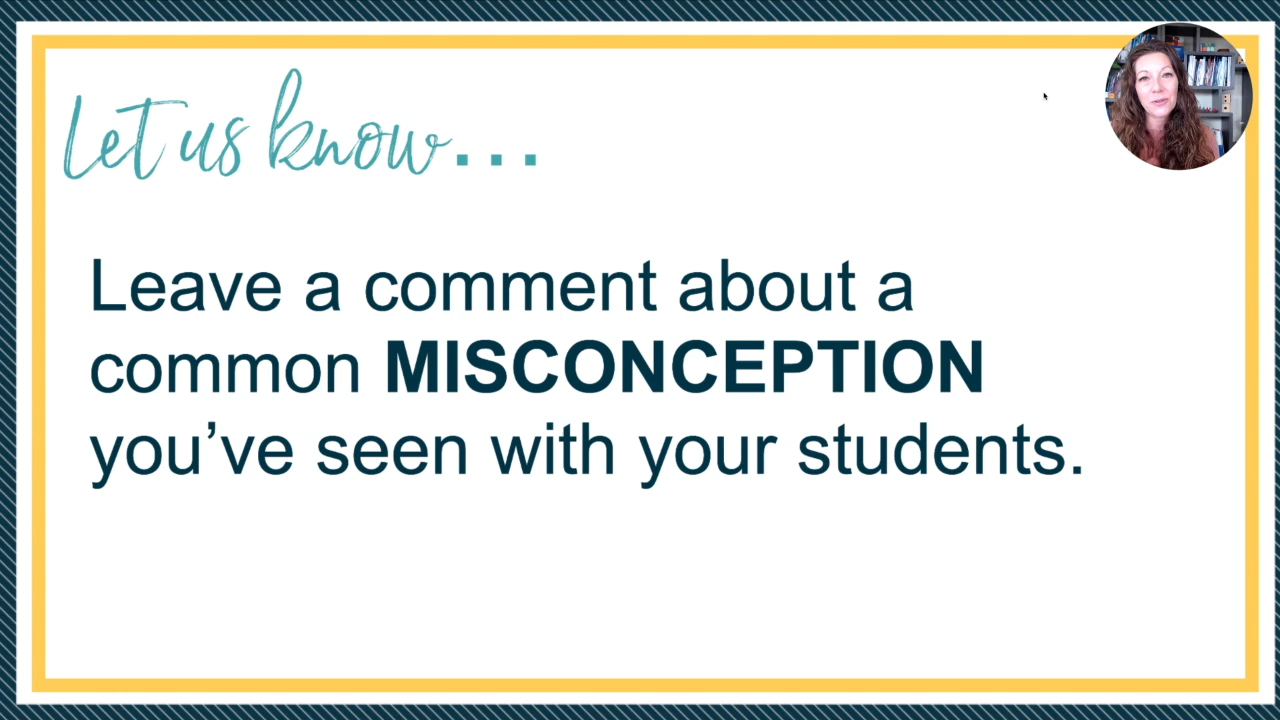 Let us know...
Leave a comment about a
common MISCONCEPTION
you’ve seen with your students.